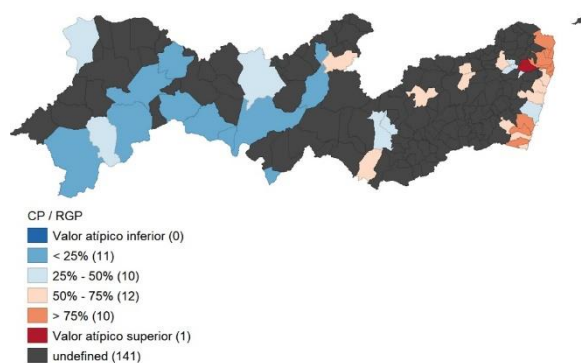 CP / RGP
Valor atípico inferior (0)
< 25% (11)
25% - 50% (10)
50% - 75% (12)
> 75% (10)
Valor atípico superior (1)
undefined (141)